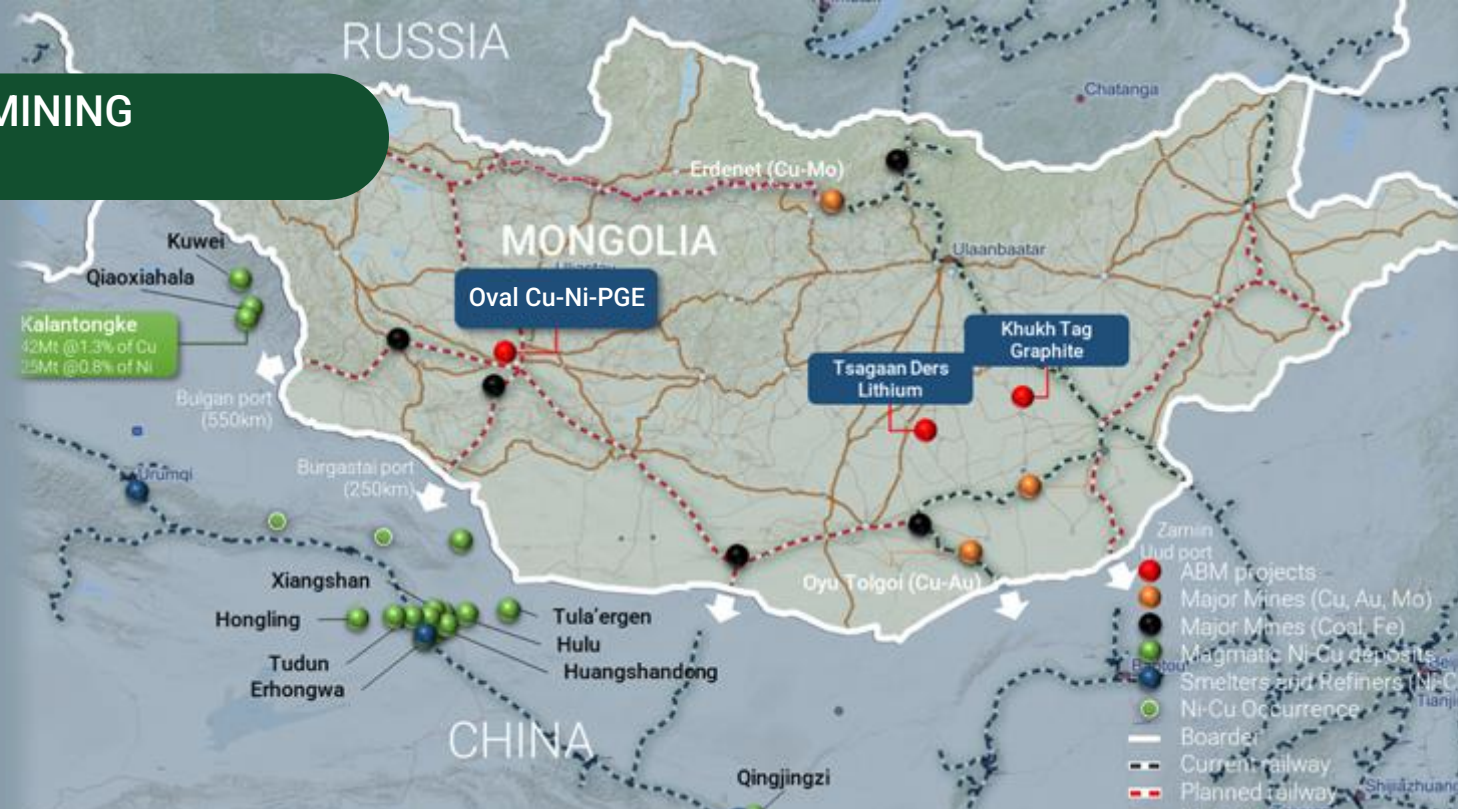 RUSSIA
MINING
Chatanga
Erdenet (Cu-Mo)
MONGOLIA
Ulaanbaatar
Kuwei
Qiaoxiahala
Oval Cu-Ni-PGE
Kalantongke
42Mt @1.3% of Cu
25Mt @0.8% of Ni
Khukh Tag
Graphite
Tsagaan Ders
Lithium
Bulgan port
(550km)
Burgastai port
(250km)
Urumqi
Zamiin
Uud port
Xiangshan
Oyu Tolgoi (Cu-Au)
Hongling
Tula'ergen
Hulu
Tudun
Huangshandong
Erhongwa
CHINA
Qingjingzi
ABM projects
Major Mines (Cu, Au, Mo)
Major Mines (Coal, Fe)
Magmatic Ni-Cu deposits
Smelters and Refiners (Ni-C
Ni-Cu Occurrence
Boarder
Current railway
Planned railway
Baotou
Tianji
Shijiazhuang